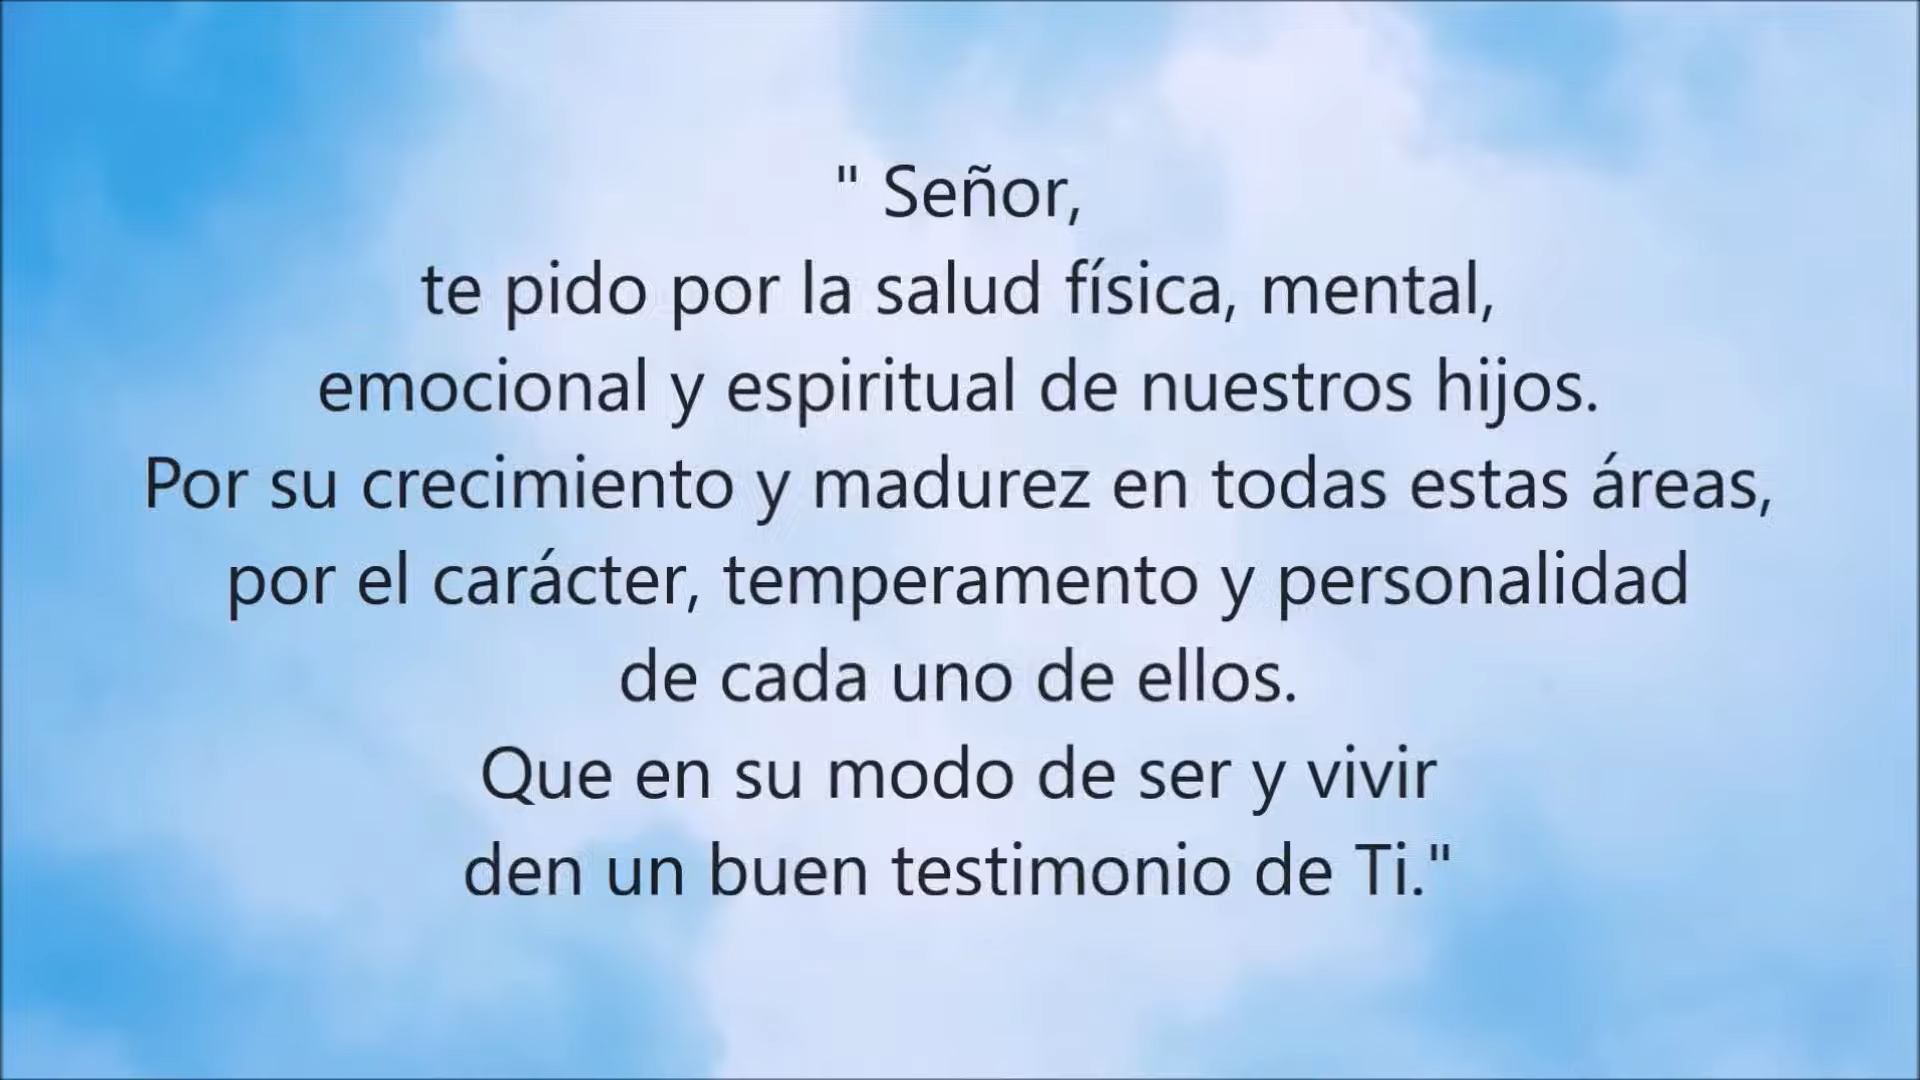 " Señor,
te pido por la salud física, mental,
emocional y espiritual de nuestros hijos.
Por su crecimiento y madurez en todas estas áreas,
por el carácter, temperamento y personalidad
de cada uno de ellos.
Que en su modo de ser y vivir
den un buen testimonio de Ti."